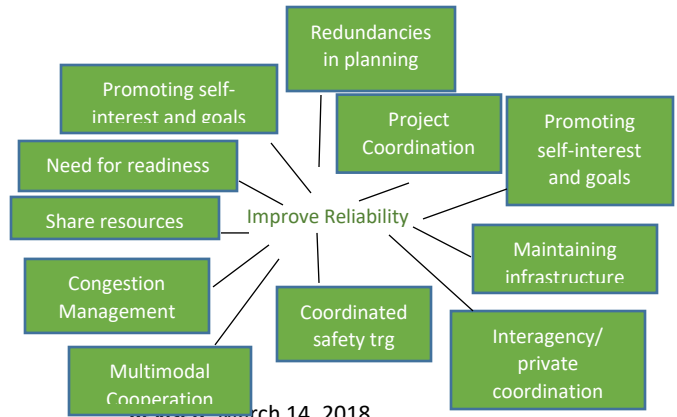 Redundancies
in planning
Promoting self-
interest and goals
Project
Coordination
Promoting
self-interest
and goals
Need for readiness
Share resources
Improve Reliability
Maintaining
infrastructure
Congestion
Management
Coordinated
safety trg
Interagency/
private
coordination
Multimodal
Cooperation
March 14, 2018